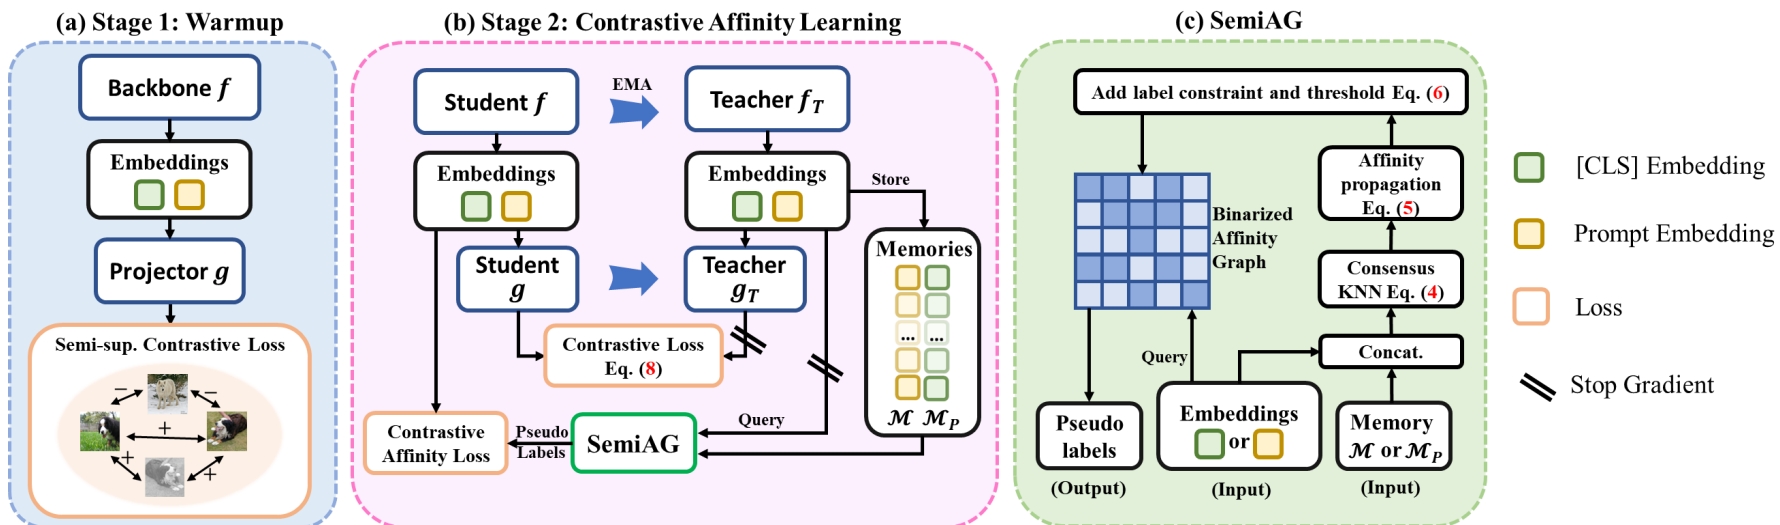 (a) Stage 1: Warmup
Backbone f
Embeddings
Projector g
Semi-sup. Contrastive Loss
−
−
+
+
+
(b) Stage 2: Contrastive Affinity Learning
Student f
EMA
Teacher f_T
Embeddings
Embeddings
Store
Student
g
Teacher
g_T
Memories
... ...
ℳ ℳ_P
Contrastive Loss
Eq. (8)
Query
Contrastive
Affinity Loss
Pseudo
Labels
SemiAG
(c) SemiAG
Add label constraint and threshold Eq. (6)
Affinity
propagation
Eq. (5)
Binarized
Affinity
Graph
Consensus
KNN Eq. (4)
Query
Concat.
Pseudo
labels
(Output)
Embeddings
or
(Input)
Memory
ℳ or ℳ_P
(Input)
[CLS] Embedding
Prompt Embedding
Loss
Stop Gradient